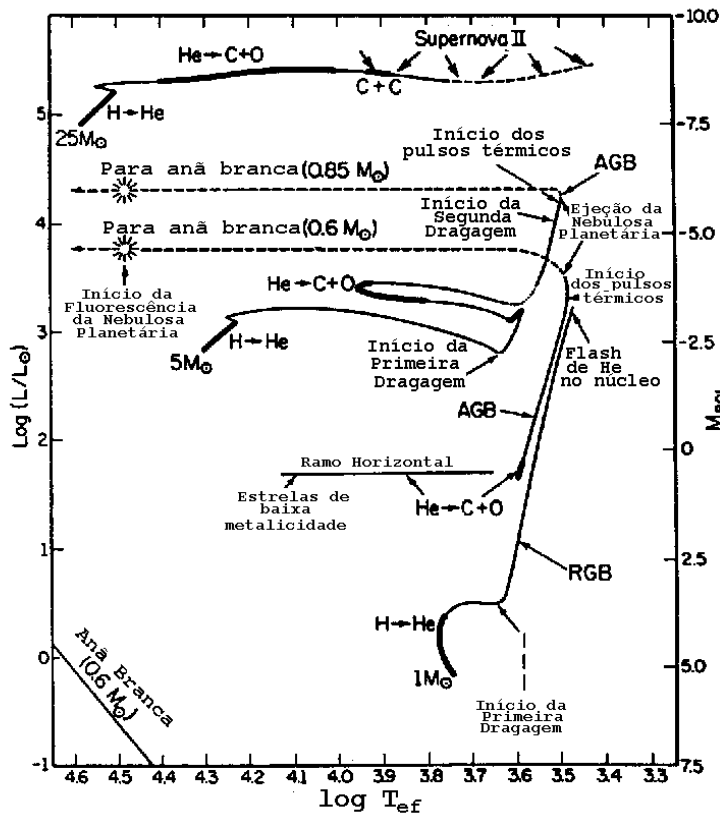 -10.0
He→C+O
Supernova II
C+C
5
H→He
25M☉
-7.5
Início dos
pulsos térmicos
Para anã branca(0.85 M☉)
AGB
Início da
Segunda
Dragagem
4
Para anã branca(0.6 M☉)
Ejeção da
Nebulosa
Planetária
-5.0
He→C+O
Início
dos pulsos
térmicos
Início da
Fluorescência
da Nebulosa
Planetária
3
H→He
5M☉
Início da
Primeira
Dragagem
Flash
de He
no núcleo
-2.5
Log (L/L☉)
AGB
2
0
Ramo Horizontal
Estrelas de
baixa
metalicidade
He→C+O
1
RGB
2.5
H→He
0
1M☉
5.0
Anã Branca
(0.6 M☉)
Início da
Primeira
Dragagem
-1
7.5
4.6 4.5 4.4 4.3 4.2 4.1 4.0 3.9 3.8 3.7 3.6 3.5 3.4 3.3
log Tef